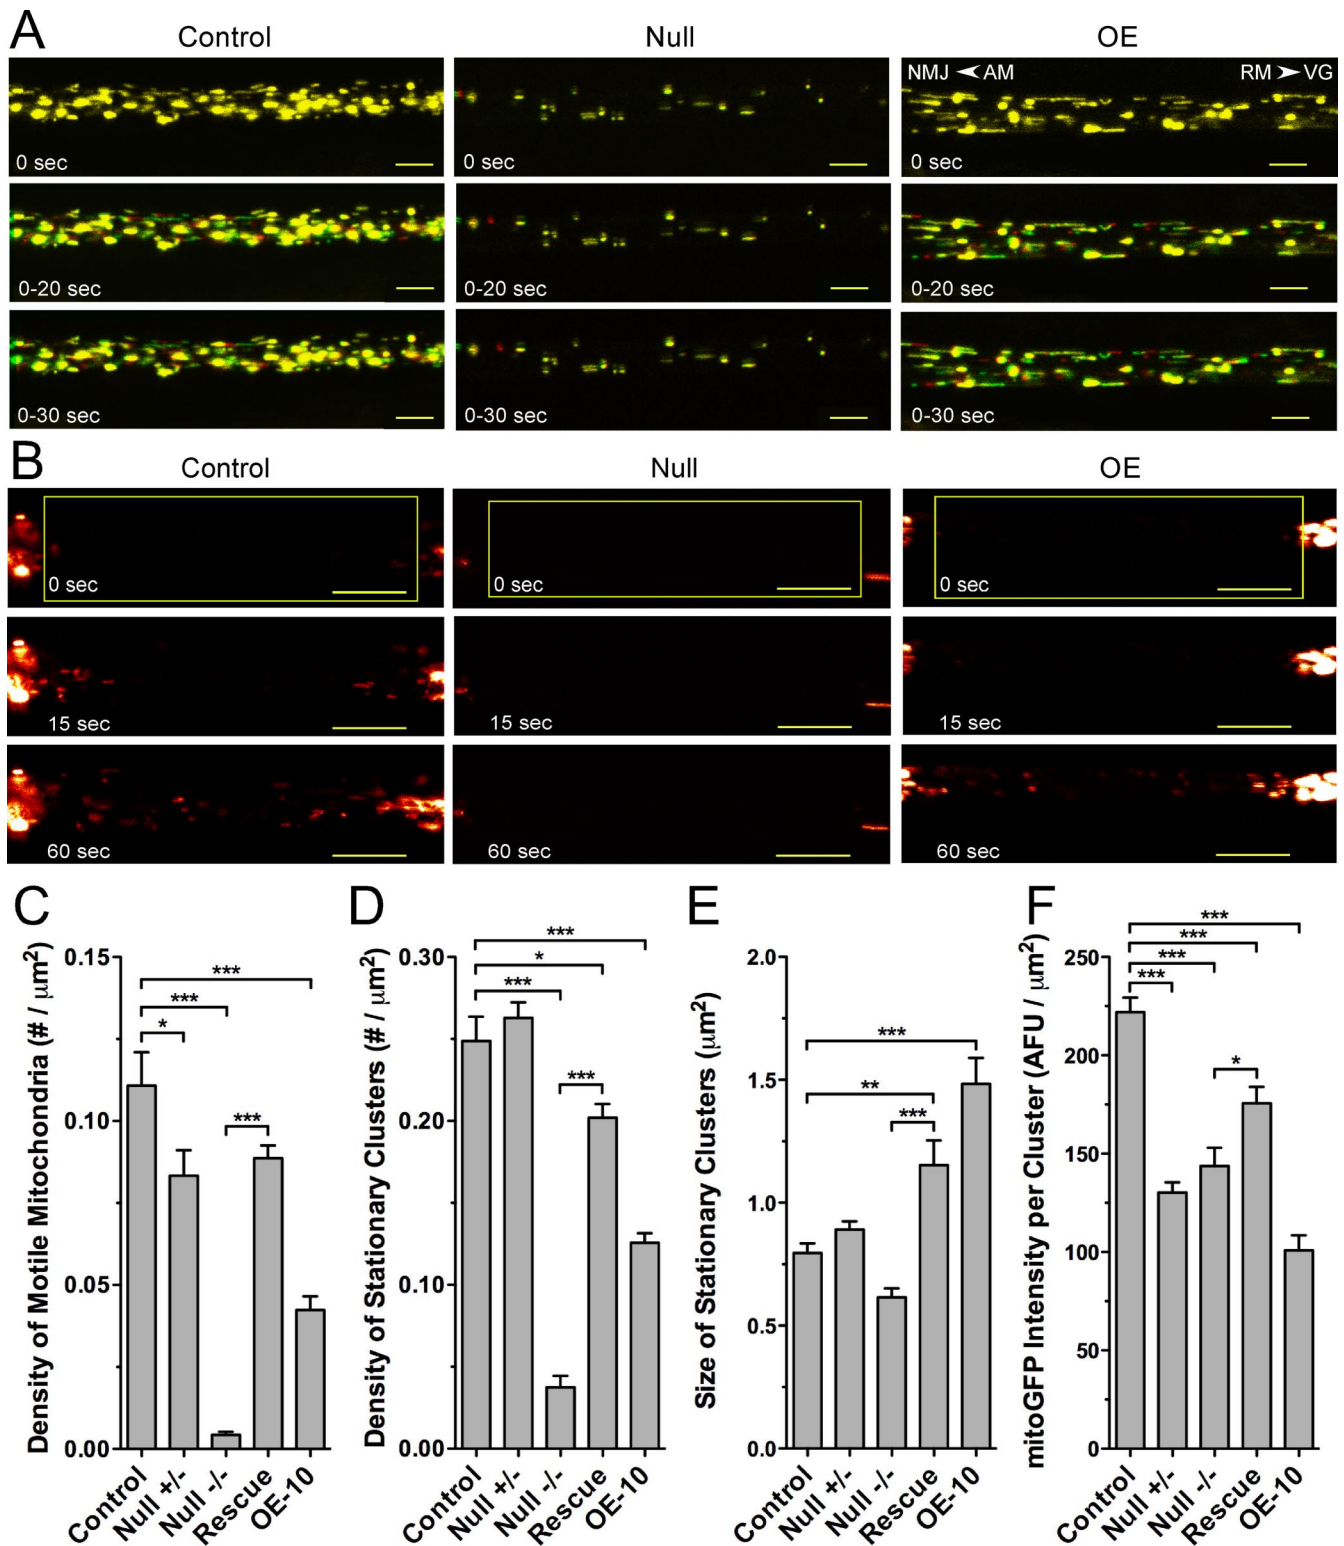 A
Control
Null
OE
NMJ AM
RM VG
0 sec
0 sec
0 sec
0-20 sec
0-20 sec
0-20 sec
0-30 sec
0-30 sec
0-30 sec
B
Control
Null
OE
0 sec
0 sec
0 sec
15 sec
15 sec
15 sec
60 sec
60 sec
60 sec
C
Density of Motile Mitochondria (# / μm²)
0.15
0.10
0.05
0.00
***
***
*
***
Control
Null +/-
Null -/-
Rescue
OE-10
D
Density of Stationary Clusters (# / μm²)
0.30
0.20
0.10
0.00
***
*
***
***
Control
Null +/-
Null -/-
Rescue
OE-10
E
Size of Stationary Clusters (μm²)
2.0
1.5
1.0
0.5
0.0
***
**
***
Control
Null +/-
Null -/-
Rescue
OE-10
F
mitoGFP Intensity per Cluster (AFU / μm²)
250
200
150
100
50
0
***
***
***
***
*
Control
Null +/-
Null -/-
Rescue
OE-10